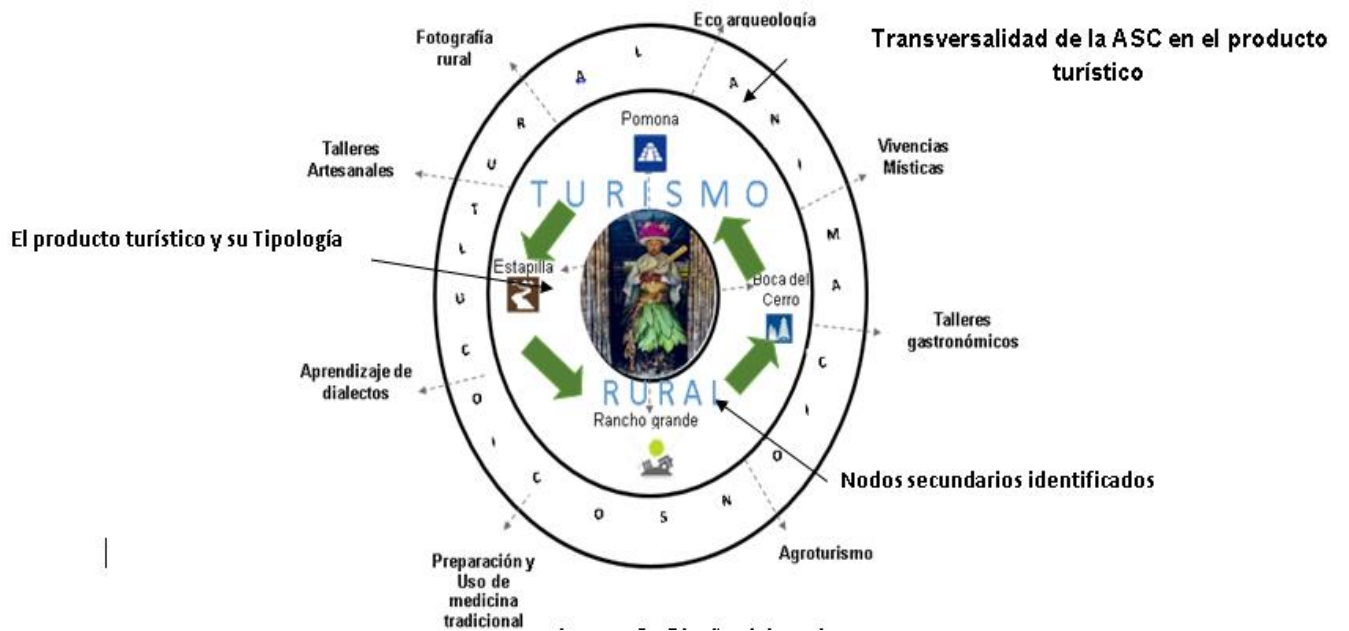 Eco arqueología
Fotografía
rural
Transversalidad de la ASC en el producto
turístico
Pomona
Talleres
Artesanales
Vivencias
Místicas
TURISMO
El producto turístico y su Tipología
Estapilla
Boca del
Cerro
Talleres
gastronómicos
Aprendizaje de
dialectos
RURAL
Rancho grande
Nodos secundarios identificados
Agroturismo
Preparación y
Uso de
medicina
tradicional
ANIMACIONSOCIOCULTURAL